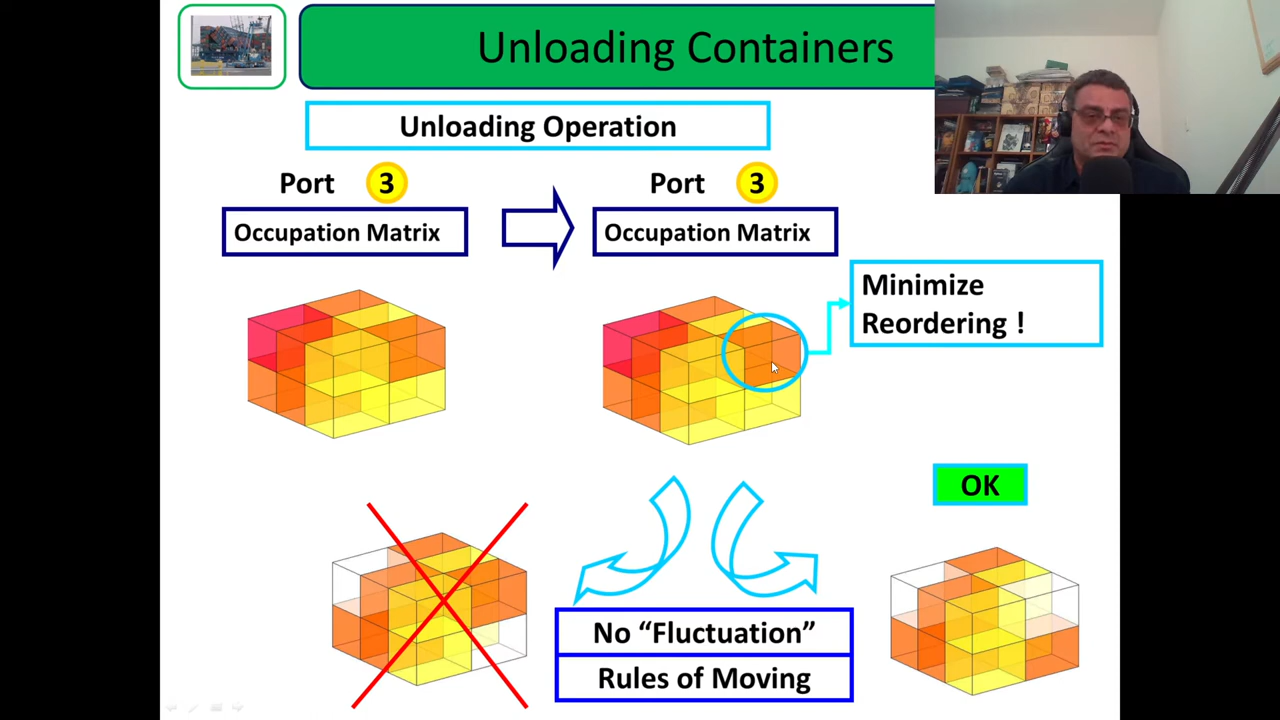 Unloading Containers
Unloading Operation
Port 3
Port 3
Occupation Matrix
Occupation Matrix
Minimize
Reordering !
OK
No “Fluctuation”
Rules of Moving